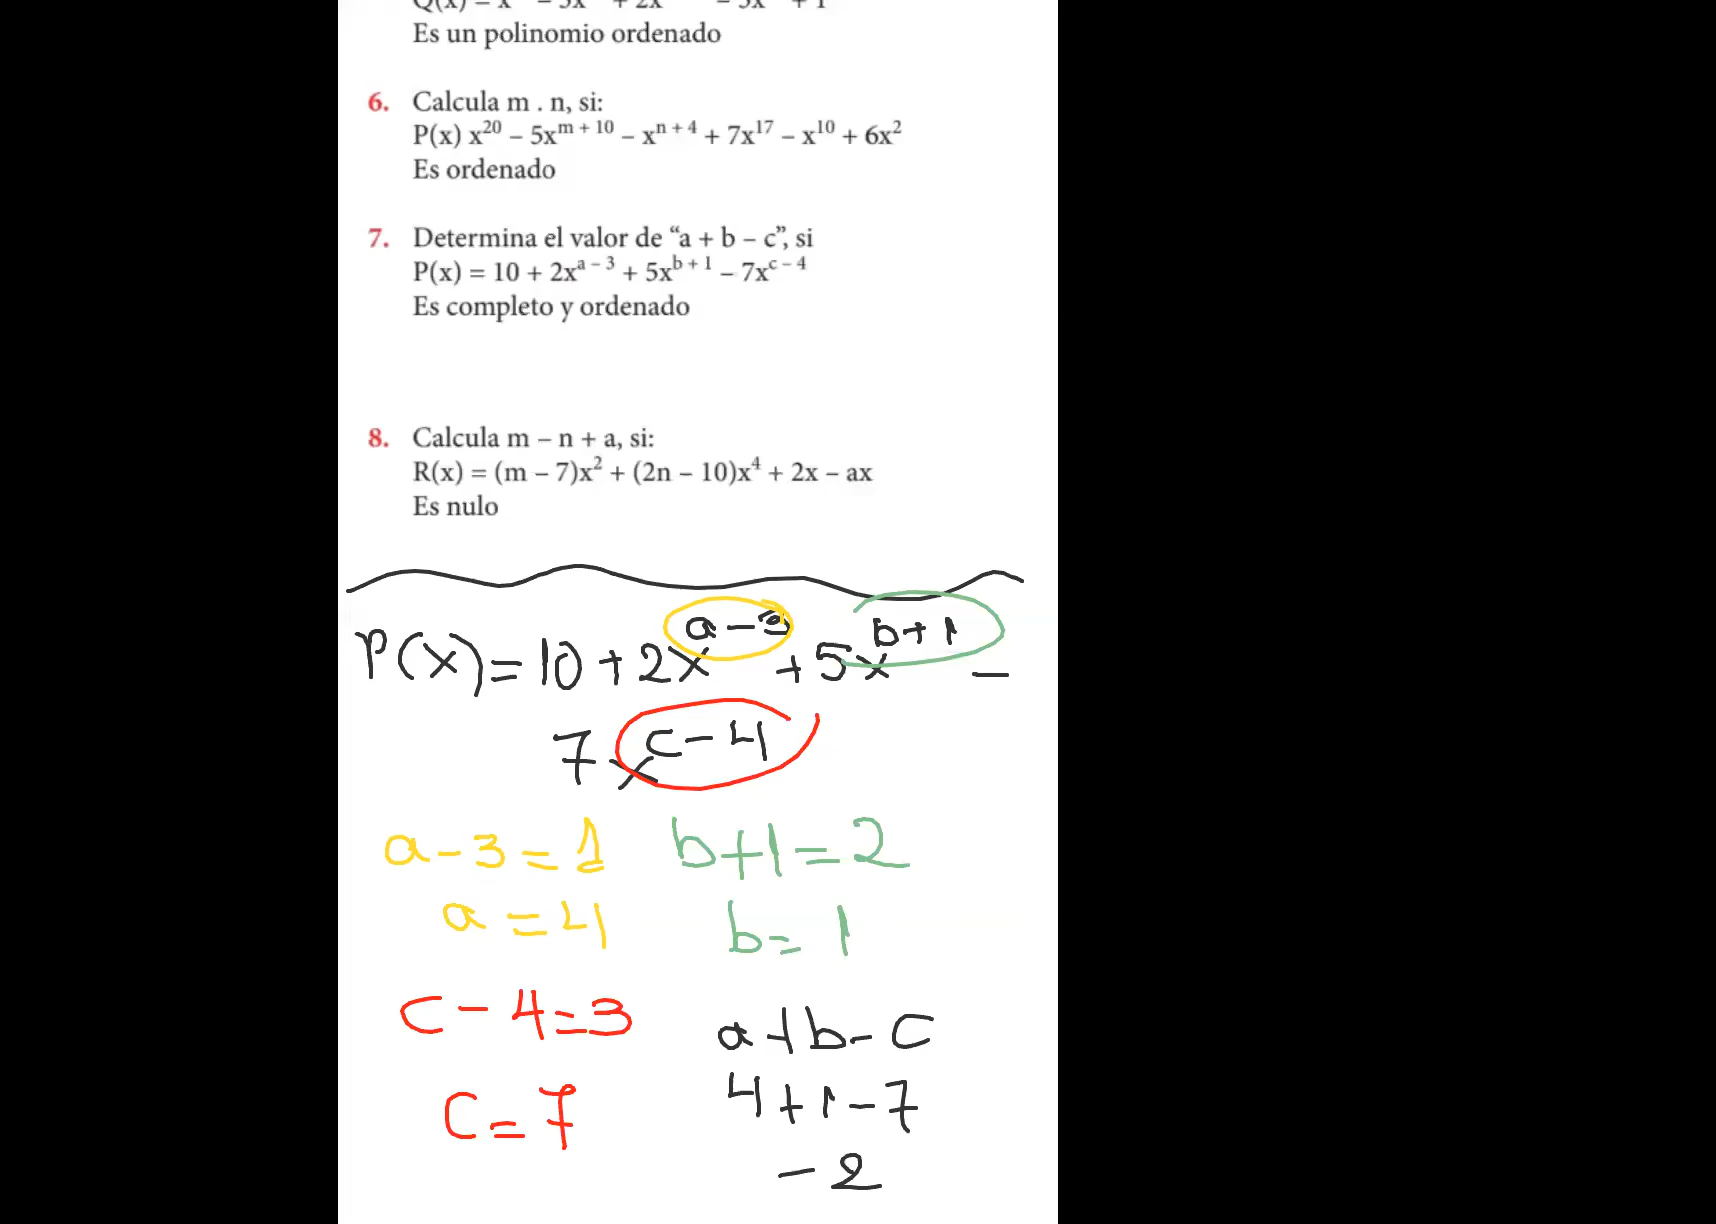 Es un polinomio ordenado
6. Calcula m . n, si:
P(x) x²⁰ – 5xᵐ ⁺ ¹⁰ – xⁿ ⁺ ⁴ + 7x¹⁷ – x¹⁰ + 6x²
Es ordenado
7. Determina el valor de “a + b – c”, si
P(x) = 10 + 2xᵃ ⁻ ³ + 5xᵇ ⁺ ¹ – 7xᶜ ⁻ ⁴
Es completo y ordenado
8. Calcula m – n + a, si:
R(x) = (m – 7)x² + (2n – 10)x⁴ + 2x – ax
Es nulo
P(x) = 10 + 2xᵃ⁻³ + 5xᵇ⁺¹ –
7xᶜ⁻⁴
a – 3 = 1 b + 1 = 2
a = 4 b = 1
c – 4 = 3 a + b – c
c = 7 4 + 1 – 7
– 2